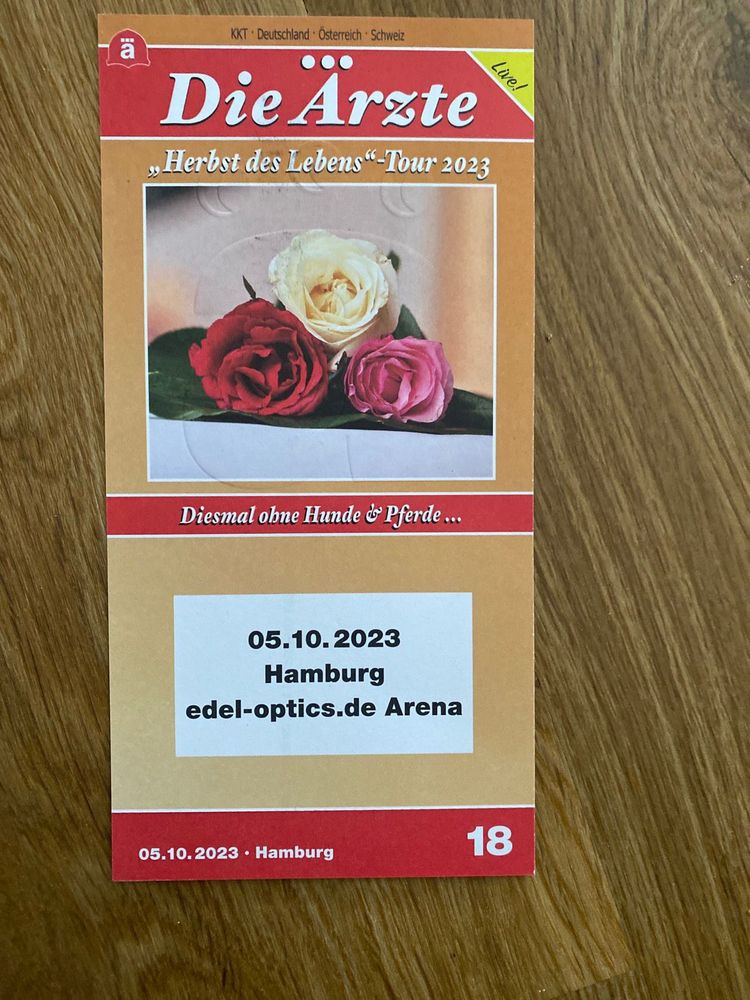 KKT · Deutschland · Österreich · Schweiz
ä
Live!
Die Ärzte
„Herbst des Lebens“-Tour 2023
Diesmal ohne Hunde & Pferde ...
05.10.2023
Hamburg
edel-optics.de Arena
05.10.2023 · Hamburg
18